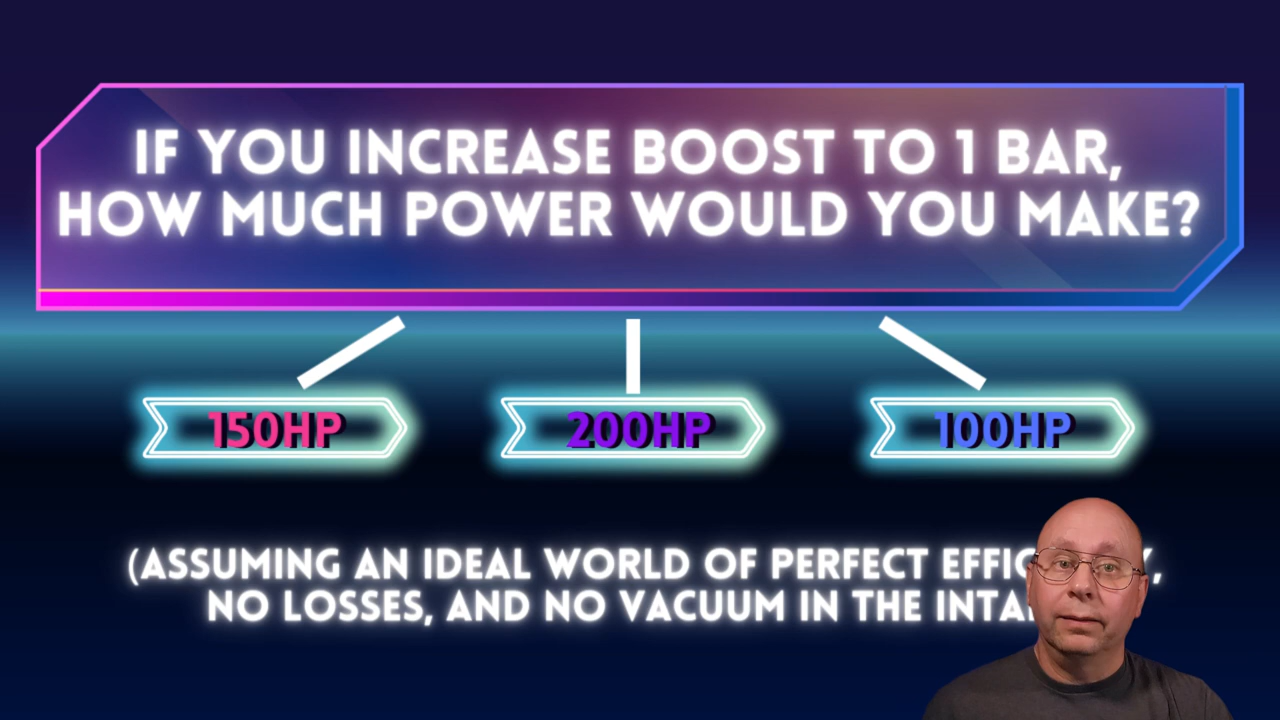 IF YOU INCREASE BOOST TO 1 BAR,
HOW MUCH POWER WOULD YOU MAKE?
150HP
200HP
100HP
(ASSUMING AN IDEAL WORLD OF PERFECT
NO LOSSES, AND NO VACUUM IN THE